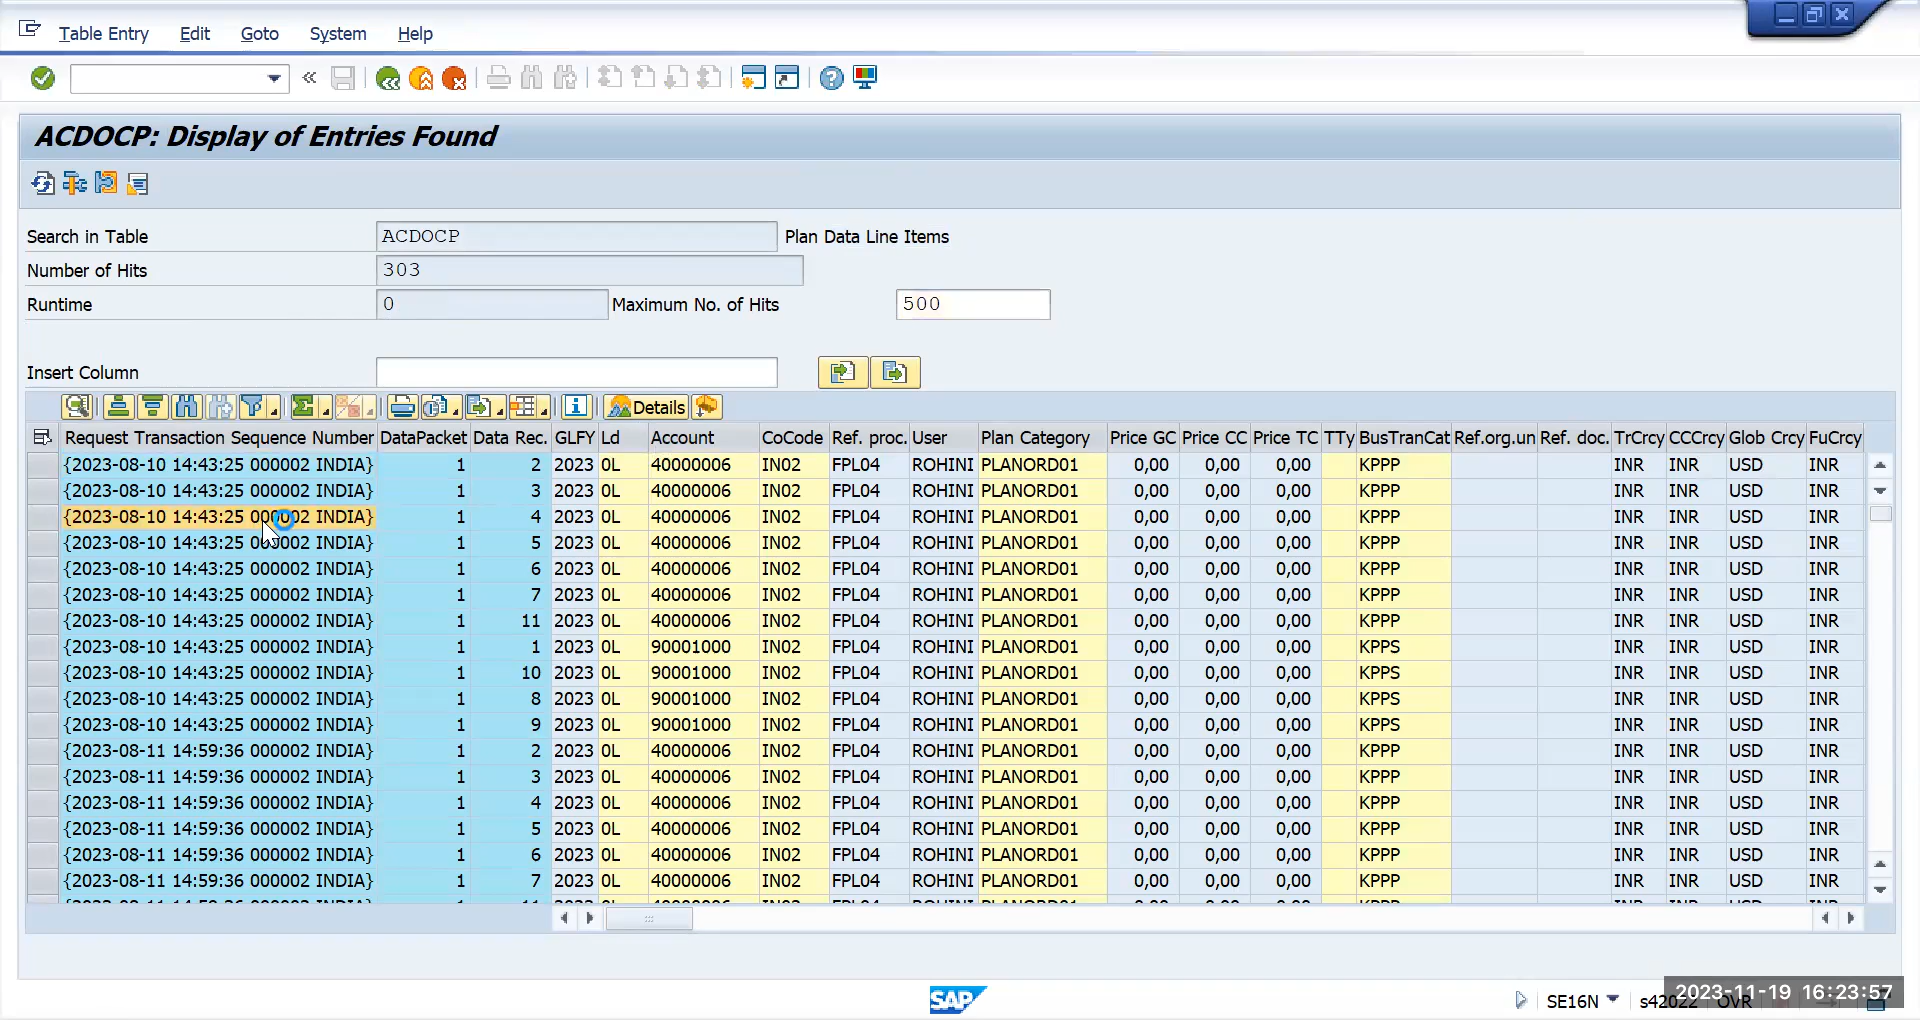 Table Entry Edit Goto System Help
ACDOCP: Display of Entries Found
Search in Table ACDOCP Plan Data Line Items
Number of Hits 303
Runtime 0 Maximum No. of Hits 500
Insert Column
Details
Request Transaction Sequence Number DataPacket Data Rec. GLFY Ld Account CoCode Ref. proc. User Plan Category Price GC Price CC Price TC TTy BusTranCat Ref.org.un Ref. doc. TrCrcy CCCrcy Glob Crcy FuCrcy
{2023-08-10 14:43:25 000002 INDIA} 1 2 2023 0L 40000006 IN02 FPL04 ROHINI PLANORD01 0,00 0,00 0,00 KPPP INR INR USD INR
{2023-08-10 14:43:25 000002 INDIA} 1 3 2023 0L 40000006 IN02 FPL04 ROHINI PLANORD01 0,00 0,00 0,00 KPPP INR INR USD INR
{2023-08-10 14:43:25 000002 INDIA} 1 4 2023 0L 40000006 IN02 FPL04 ROHINI PLANORD01 0,00 0,00 0,00 KPPP INR INR USD INR
{2023-08-10 14:43:25 000002 INDIA} 1 5 2023 0L 40000006 IN02 FPL04 ROHINI PLANORD01 0,00 0,00 0,00 KPPP INR INR USD INR
{2023-08-10 14:43:25 000002 INDIA} 1 6 2023 0L 40000006 IN02 FPL04 ROHINI PLANORD01 0,00 0,00 0,00 KPPP INR INR USD INR
{2023-08-10 14:43:25 000002 INDIA} 1 7 2023 0L 40000006 IN02 FPL04 ROHINI PLANORD01 0,00 0,00 0,00 KPPP INR INR USD INR
{2023-08-10 14:43:25 000002 INDIA} 1 11 2023 0L 40000006 IN02 FPL04 ROHINI PLANORD01 0,00 0,00 0,00 KPPP INR INR USD INR
{2023-08-10 14:43:25 000002 INDIA} 1 1 2023 0L 90001000 IN02 FPL04 ROHINI PLANORD01 0,00 0,00 0,00 KPPS INR INR USD INR
{2023-08-10 14:43:25 000002 INDIA} 1 10 2023 0L 90001000 IN02 FPL04 ROHINI PLANORD01 0,00 0,00 0,00 KPPS INR INR USD INR
{2023-08-10 14:43:25 000002 INDIA} 1 8 2023 0L 90001000 IN02 FPL04 ROHINI PLANORD01 0,00 0,00 0,00 KPPS INR INR USD INR
{2023-08-10 14:43:25 000002 INDIA} 1 9 2023 0L 90001000 IN02 FPL04 ROHINI PLANORD01 0,00 0,00 0,00 KPPS INR INR USD INR
{2023-08-11 14:59:36 000002 INDIA} 1 2 2023 0L 40000006 IN02 FPL04 ROHINI PLANORD01 0,00 0,00 0,00 KPPP INR INR USD INR
{2023-08-11 14:59:36 000002 INDIA} 1 3 2023 0L 40000006 IN02 FPL04 ROHINI PLANORD01 0,00 0,00 0,00 KPPP INR INR USD INR
{2023-08-11 14:59:36 000002 INDIA} 1 4 2023 0L 40000006 IN02 FPL04 ROHINI PLANORD01 0,00 0,00 0,00 KPPP INR INR USD INR
{2023-08-11 14:59:36 000002 INDIA} 1 5 2023 0L 40000006 IN02 FPL04 ROHINI PLANORD01 0,00 0,00 0,00 KPPP INR INR USD INR
{2023-08-11 14:59:36 000002 INDIA} 1 6 2023 0L 40000006 IN02 FPL04 ROHINI PLANORD01 0,00 0,00 0,00 KPPP INR INR USD INR
{2023-08-11 14:59:36 000002 INDIA} 1 7 2023 0L 40000006 IN02 FPL04 ROHINI PLANORD01 0,00 0,00 0,00 KPPP INR INR USD INR
SAP SE16N s42022 OVR
2023-11-19 16:23:57